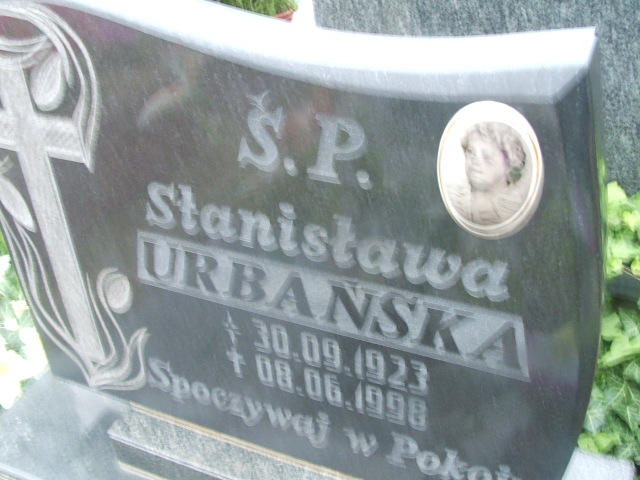 Ś.P.
Stanisława
URBAŃSKA
30.09.1923
† 08.06.1998
Spoczywaj w